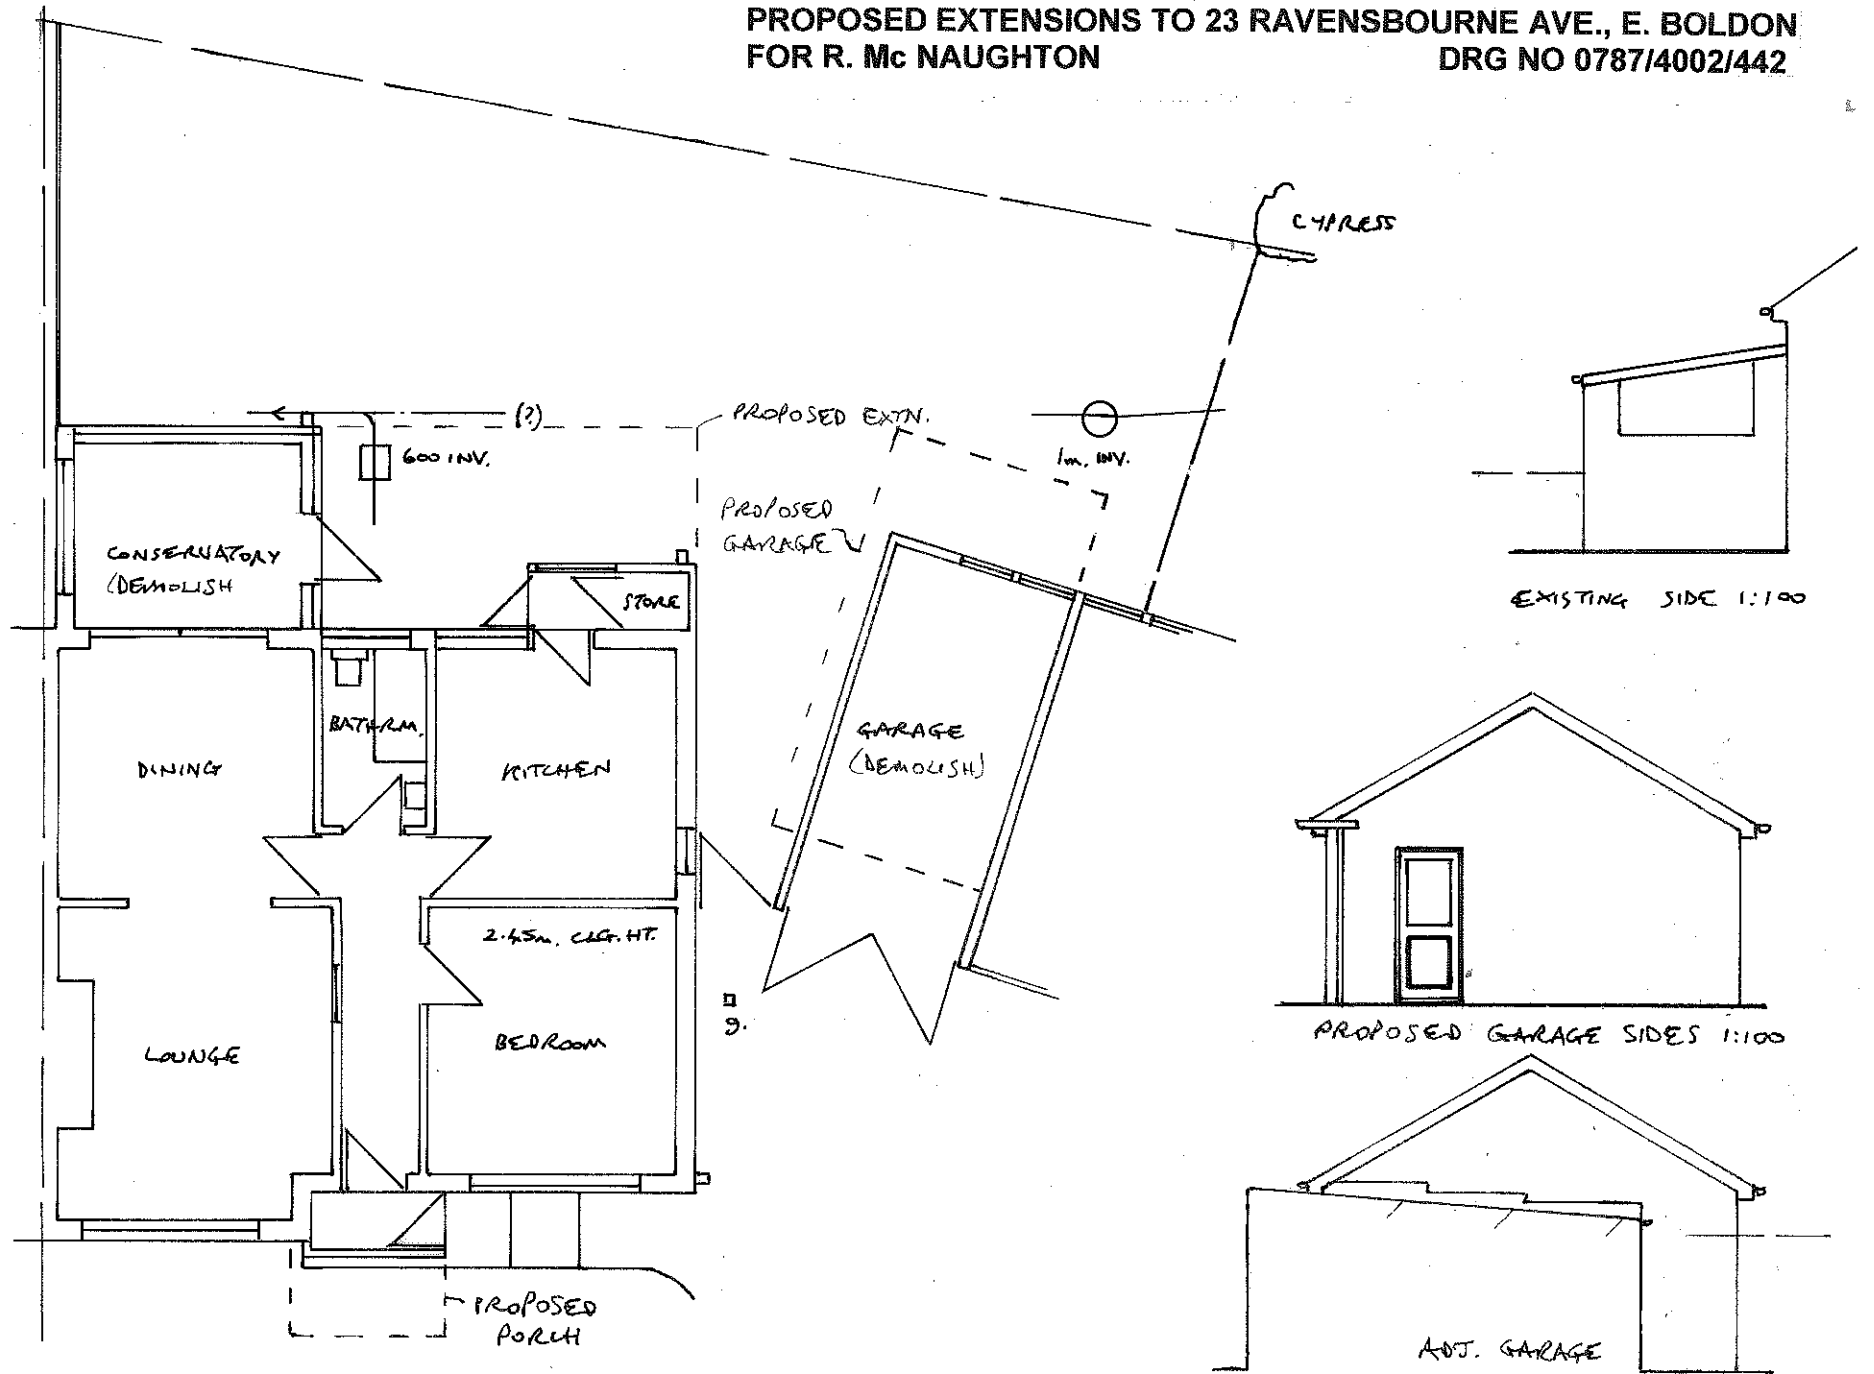 PROPOSED EXTENSIONS TO 23 RAVENSBOURNE AVE., E. BOLDON
FOR R. Mc NAUGHTON DRG NO 0787/4002/442
CYPRESS
(?)
PROPOSED EXTN.
600 INV.
1m. INV.
PROPOSED
GARAGE
CONSERVATORY
(DEMOLISH
STORE
EXISTING SIDE 1:100
BATHRM.
DINING
KITCHEN
GARAGE
(DEMOLISH)
2.45m. CLG. HT.
g.
LOUNGE
BEDROOM
PROPOSED GARAGE SIDES 1:100
PROPOSED
PORCH
ADJ. GARAGE